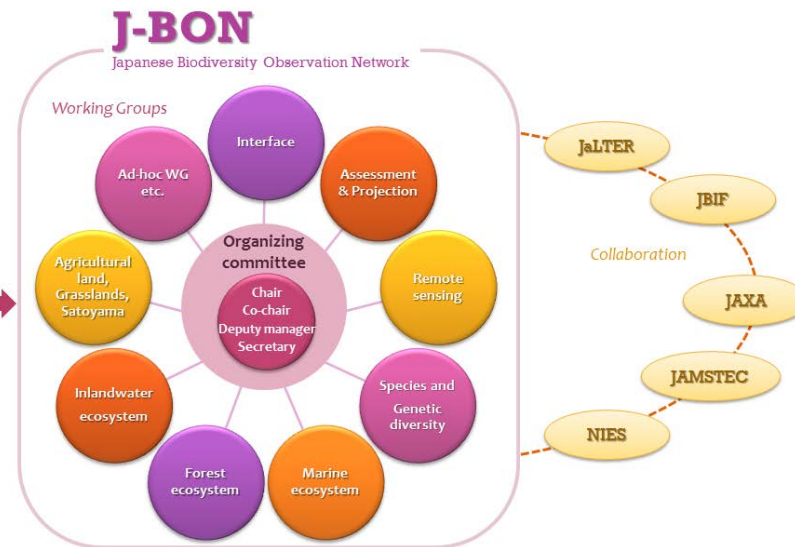 J-BON
Japanese Biodiversity Observation Network
Working Groups
Interface
Assessment
& Projection
Remote
sensing
Species and
Genetic
diversity
Marine
ecosystem
Forest
ecosystem
Inlandwater
ecosystem
Agricultural
land,
Grasslands,
Satoyama
Ad-hoc WG
etc.
Organizing
committee
Chair
Co-chair
Deputy manager
Secretary
JaLTER
JBIF
Collaboration
JAXA
JAMSTEC
NIES